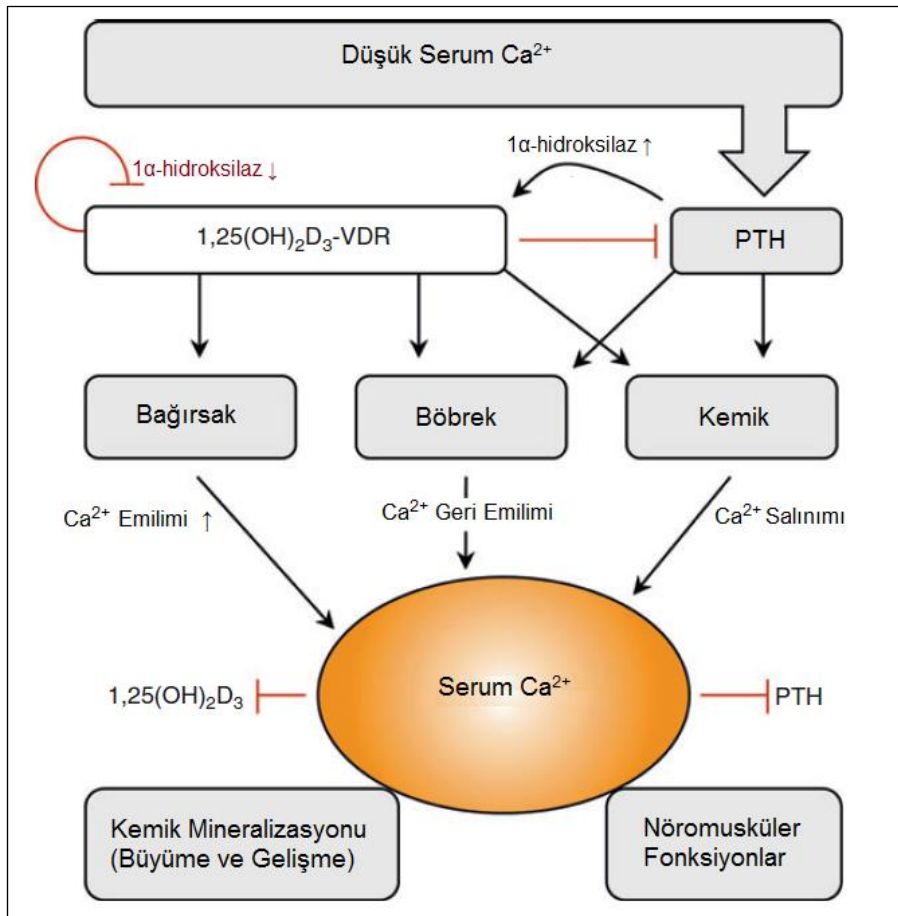 Düşük Serum Ca²⁺
1α-hidroksilaz ↓
1α-hidroksilaz ↑
1,25(OH)₂D₃-VDR
PTH
Bağırsak
Böbrek
Kemik
Ca²⁺ Emilimi ↑
Ca²⁺ Geri Emilimi
Ca²⁺ Salınımı
1,25(OH)₂D₃
Serum Ca²⁺
PTH
Kemik Mineralizasyonu
(Büyüme ve Gelişme)
Nöromusküler
Fonksiyonlar